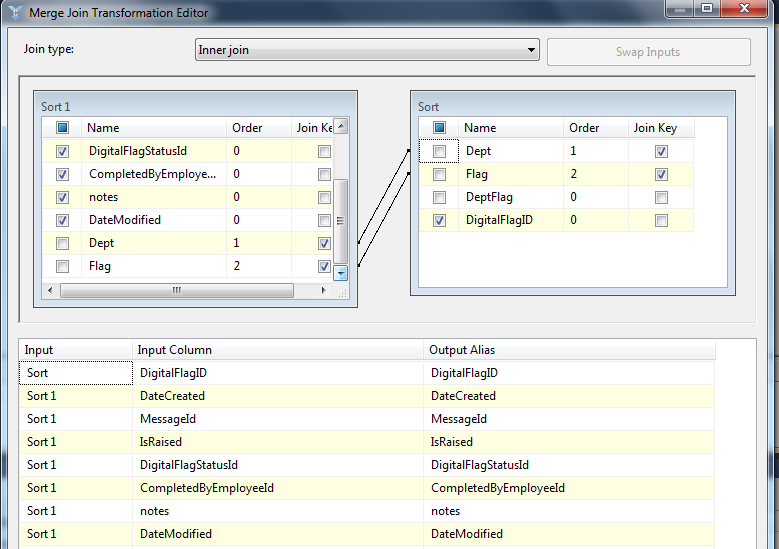 Merge Join Transformation Editor
Join type: Inner join Swap Inputs
Sort 1
Name Order Join Ke
DigitalFlagStatusId 0
CompletedByEmploye... 0
notes 0
DateModified 0
Dept 1
Flag 2
Sort
Name Order Join Key
Dept 1
Flag 2
DeptFlag 0
DigitalFlagID 0
Input Input Column Output Alias
Sort DigitalFlagID DigitalFlagID
Sort 1 DateCreated DateCreated
Sort 1 MessageId MessageId
Sort 1 IsRaised IsRaised
Sort 1 DigitalFlagStatusId DigitalFlagStatusId
Sort 1 CompletedByEmployeeId CompletedByEmployeeId
Sort 1 notes notes
Sort 1 DateModified DateModified